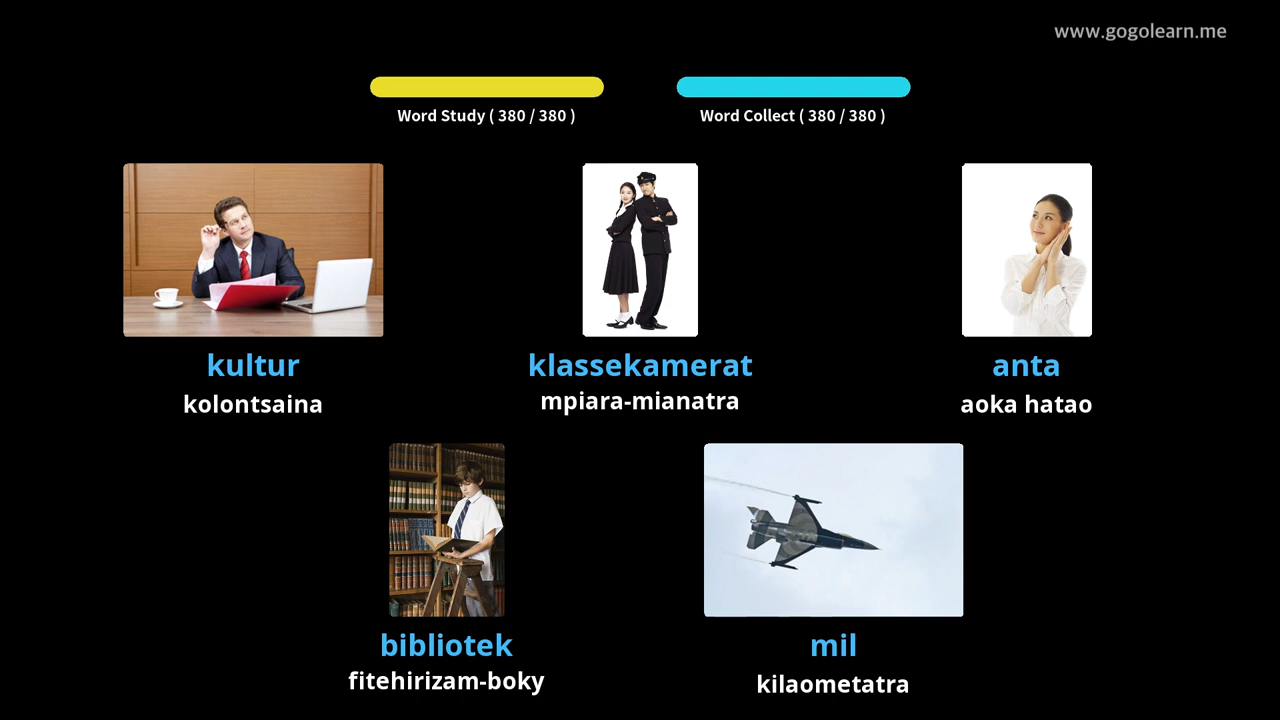 www.gogolearn.me
Word Study ( 380 / 380 )
Word Collect ( 380 / 380 )
kultur
kolontsaina
klassekamerat
mpiara-mianatra
anta
aoka hatao
bibliotek
fitehirizam-boky
mil
kilaometatra